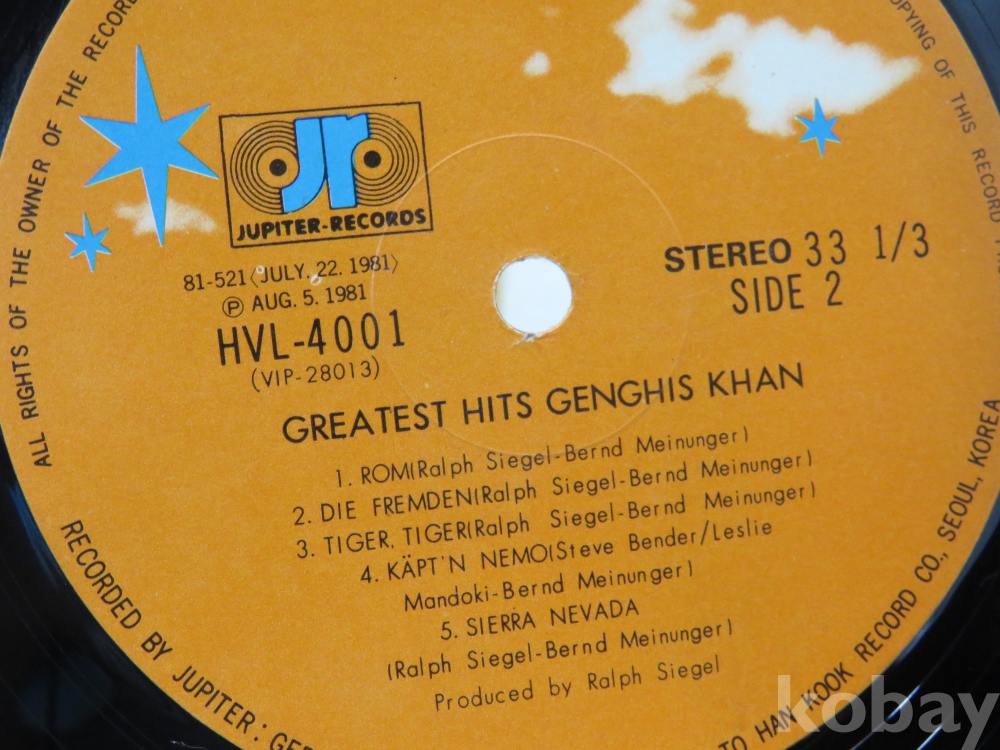 ALL RIGHTS OF THE OWNER OF THE RECORD
COPYING OF THIS RECORD
JUPITER-RECORDS
81-521 〈JULY. 22. 1981〉
Ⓟ AUG. 5. 1981
HVL-4001
(VIP-28013)
STEREO 33 1/3
SIDE 2
GREATEST HITS GENGHIS KHAN
1. ROM(Ralph Siegel-Bernd Meinunger)
2. DIE FREMDEN(Ralph Siegel-Bernd Meinunger)
3. TIGER, TIGER(Ralph Siegel-Bernd Meinunger)
4. KÄPT'N NEMO(Steve Bender/Leslie
Mandoki-Bernd Meinunger)
5. SIERRA NEVADA
(Ralph Siegel-Bernd Meinunger)
Produced by Ralph Siegel
RECORDED BY JUPITER:
TO HAN KOOK RECORD CO., SEOUL, KOREA
kobay